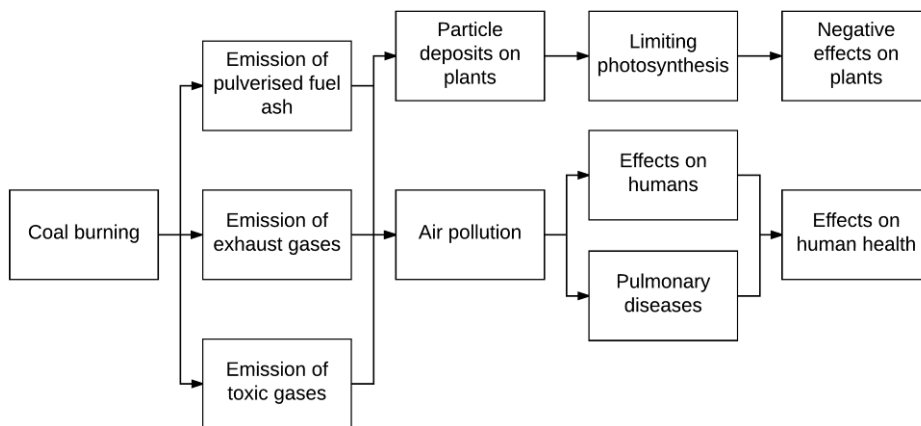 Particle
deposits on
plants
Limiting
photosynthesis
Negative
effects on
plants
Emission of
pulverised fuel
ash
Coal burning
Emission of
exhaust gases
Air pollution
Effects on
humans
Effects on
human health
Pulmonary
diseases
Emission of
toxic gases